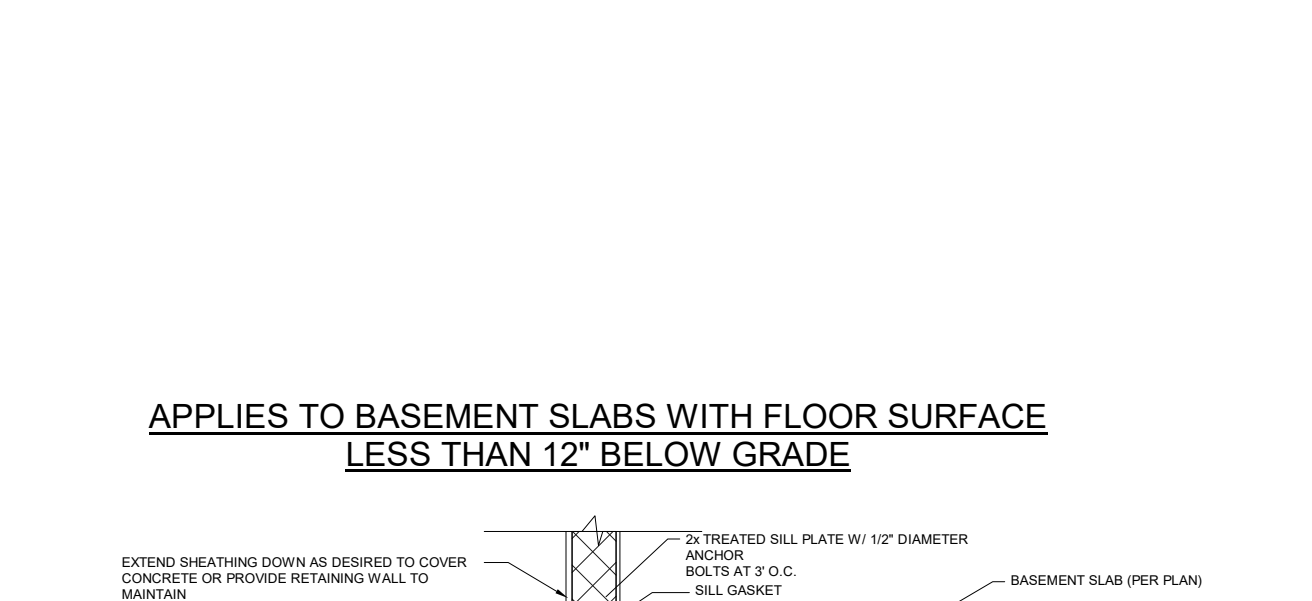 APPLIES TO BASEMENT SLABS WITH FLOOR SURFACE
LESS THAN 12" BELOW GRADE
2x TREATED SILL PLATE W/ 1/2" DIAMETER
ANCHOR
BOLTS AT 3' O.C.
EXTEND SHEATHING DOWN AS DESIRED TO COVER
CONCRETE OR PROVIDE RETAINING WALL TO
MAINTAIN
SILL GASKET
BASEMENT SLAB (PER PLAN)